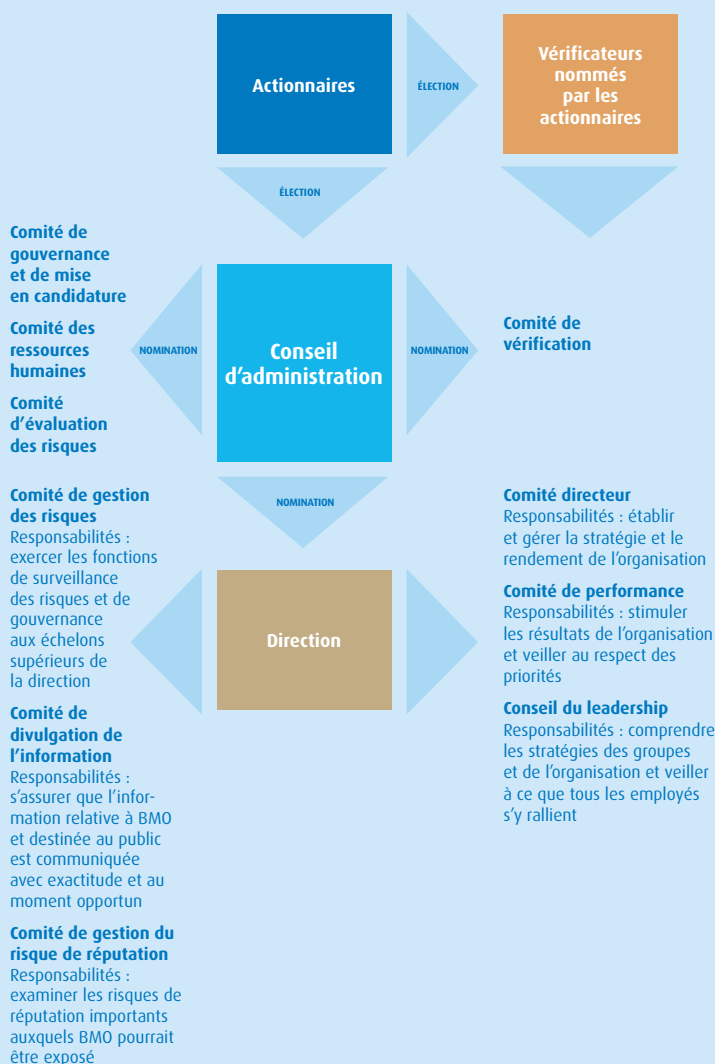 Actionnaires
ÉLECTION
Vérificateurs
nommés
par les
actionnaires
ÉLECTION
Comité de
gouvernance
et de mise
en candidature
Comité des
ressources
humaines
Comité
d'évaluation
des risques
NOMINATION
Conseil
d'administration
NOMINATION
Comité de
vérification
NOMINATION
Comité de gestion
des risques
Responsabilités :
exercer les fonctions
de surveillance
des risques et de
gouvernance
aux échelons
supérieurs de
la direction
Comité de
divulgation de
l'information
Responsabilités :
s'assurer que l'infor-
mation relative à BMO
et destinée au public
est communiquée
avec exactitude et au
moment opportun
Comité de gestion du
risque de réputation
Responsabilités :
examiner les risques de
réputation importants
auxquels BMO pourrait
être exposé
Direction
Comité directeur
Responsabilités : établir
et gérer la stratégie et le
rendement de l'organisation
Comité de performance
Responsabilités : stimuler
les résultats de l'organisation
et veiller au respect des
priorités
Conseil du leadership
Responsabilités : comprendre
les stratégies des groupes
et de l'organisation et veiller
à ce que tous les employés
s'y rallient